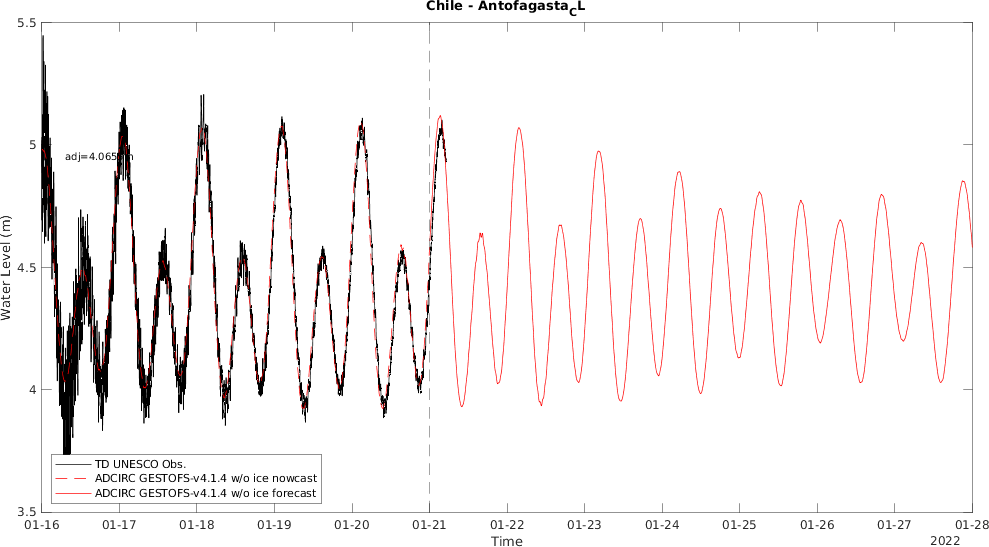 Chile - Antofagasta_CL
5.5
5
4.5
4
3.5
Water Level (m)
adj=4.065
TD UNESCO Obs.
ADCIRC GESTOFS-v4.1.4 w/o ice nowcast
ADCIRC GESTOFS-v4.1.4 w/o ice forecast
01-16 01-17 01-18 01-19 01-20 01-21 01-22 01-23 01-24 01-25 01-26 01-27 01-28
Time
2022